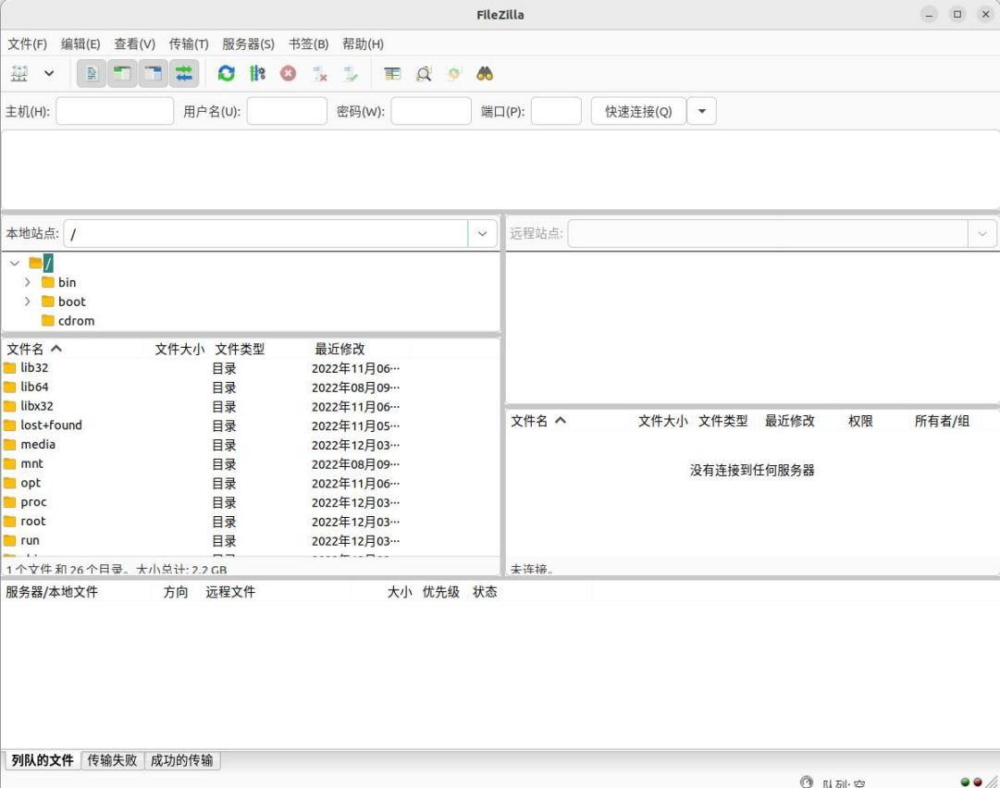 FileZilla
文件(F) 编辑(E) 查看(V) 传输(T) 服务器(S) 书签(B) 帮助(H)
主机(H): 用户名(U): 密码(W): 端口(P): 快速连接(Q)
本地站点: /
远程站点:
/
bin
boot
cdrom
文件名 文件大小 文件类型 最近修改
lib32 目录 2022年11月06···
lib64 目录 2022年08月09···
libx32 目录 2022年11月06···
lost+found 目录 2022年11月05···
media 目录 2022年12月03···
mnt 目录 2022年08月09···
opt 目录 2022年11月06···
proc 目录 2022年12月03···
root 目录 2022年12月03···
run 目录 2022年12月03···
1个文件 和 26个目录。大小总计: 2.2 GB
文件名 文件大小 文件类型 最近修改 权限 所有者/组
没有连接到任何服务器
未连接。
服务器/本地文件 方向 远程文件 大小 优先级 状态
列队的文件 传输失败 成功的传输
队列: 空